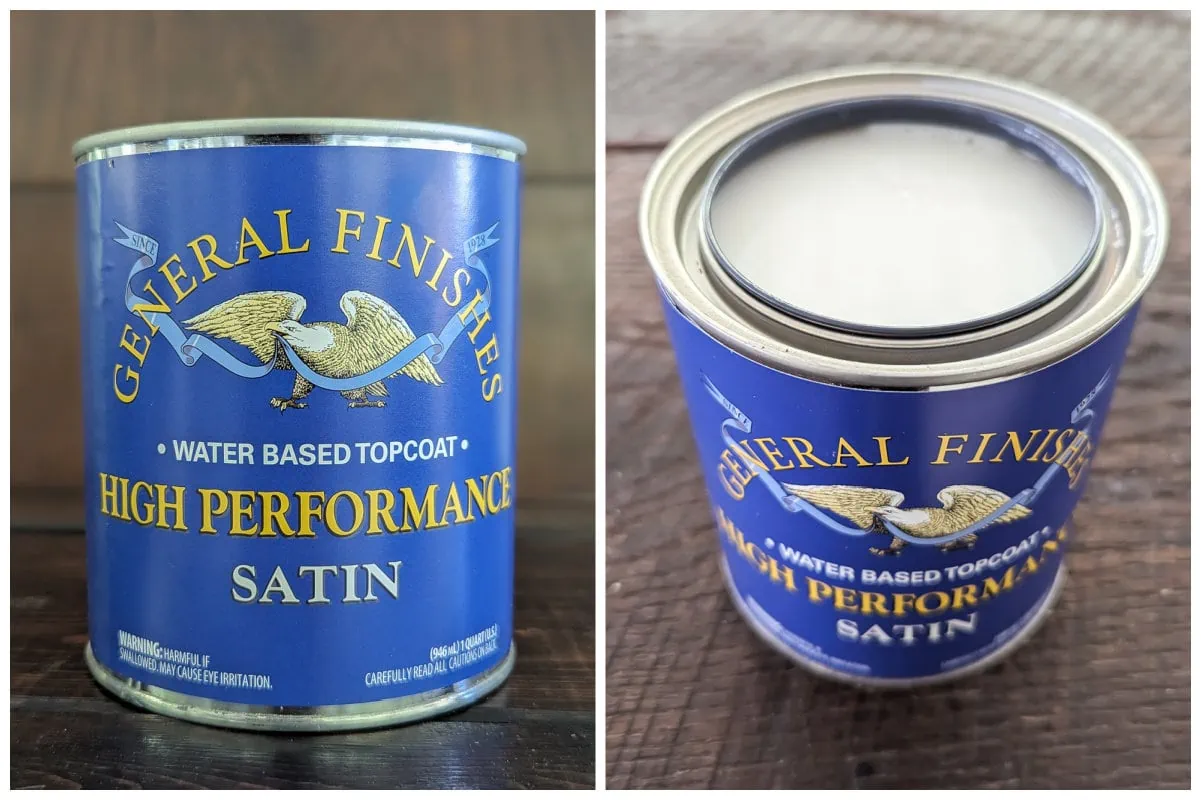 SINCE 1928
GENERAL FINISHES
• WATER BASED TOPCOAT •
HIGH PERFORMANCE
SATIN
WARNING: HARMFUL IF
SWALLOWED. MAY CAUSE EYE IRRITATION.
(946 mL) 1 QUART (U.S.)
CAREFULLY READ ALL CAUTIONS ON BACK.
SINCE
GENERAL FINISHES
• WATER BASED TOPCOAT •
HIGH PERFORMANCE
SATIN